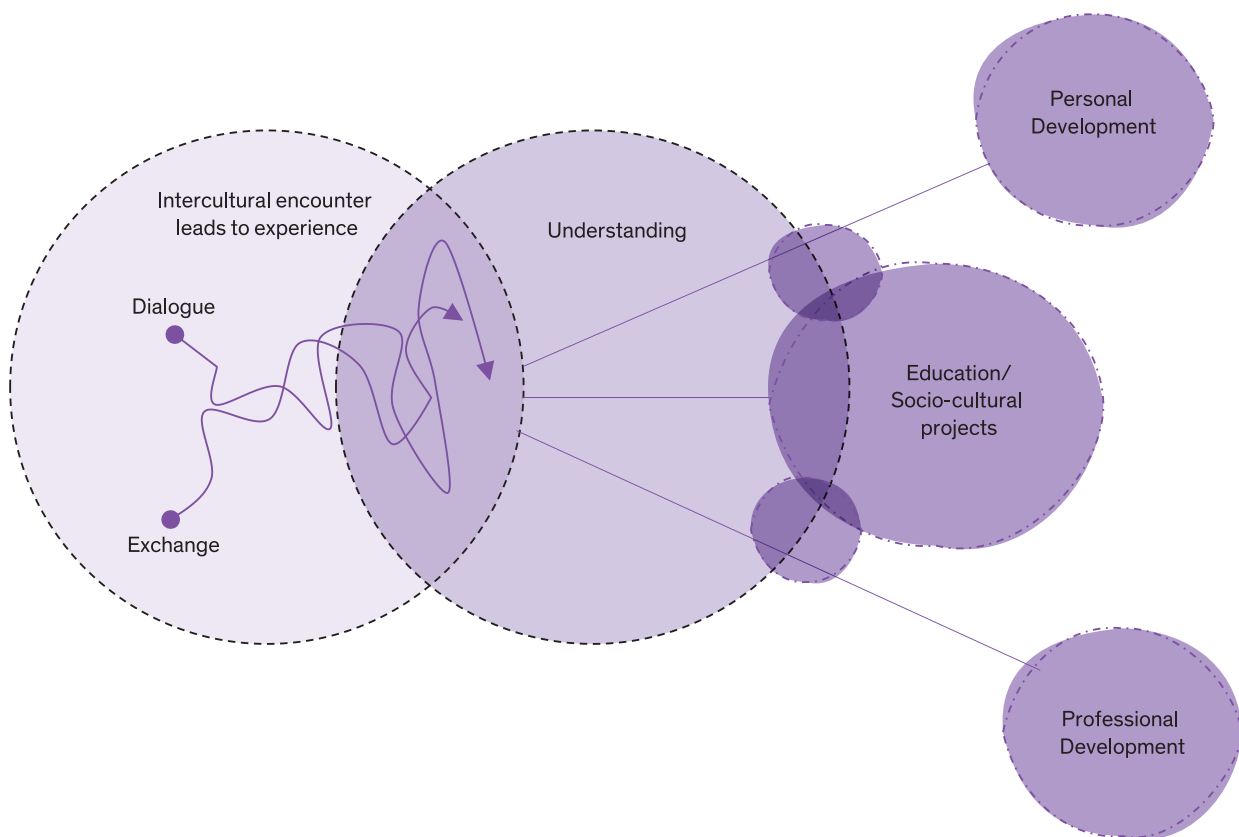 Intercultural encounter
leads to experience
Dialogue
Exchange
Understanding
Personal
Development
Education/
Socio-cultural
projects
Professional
Development